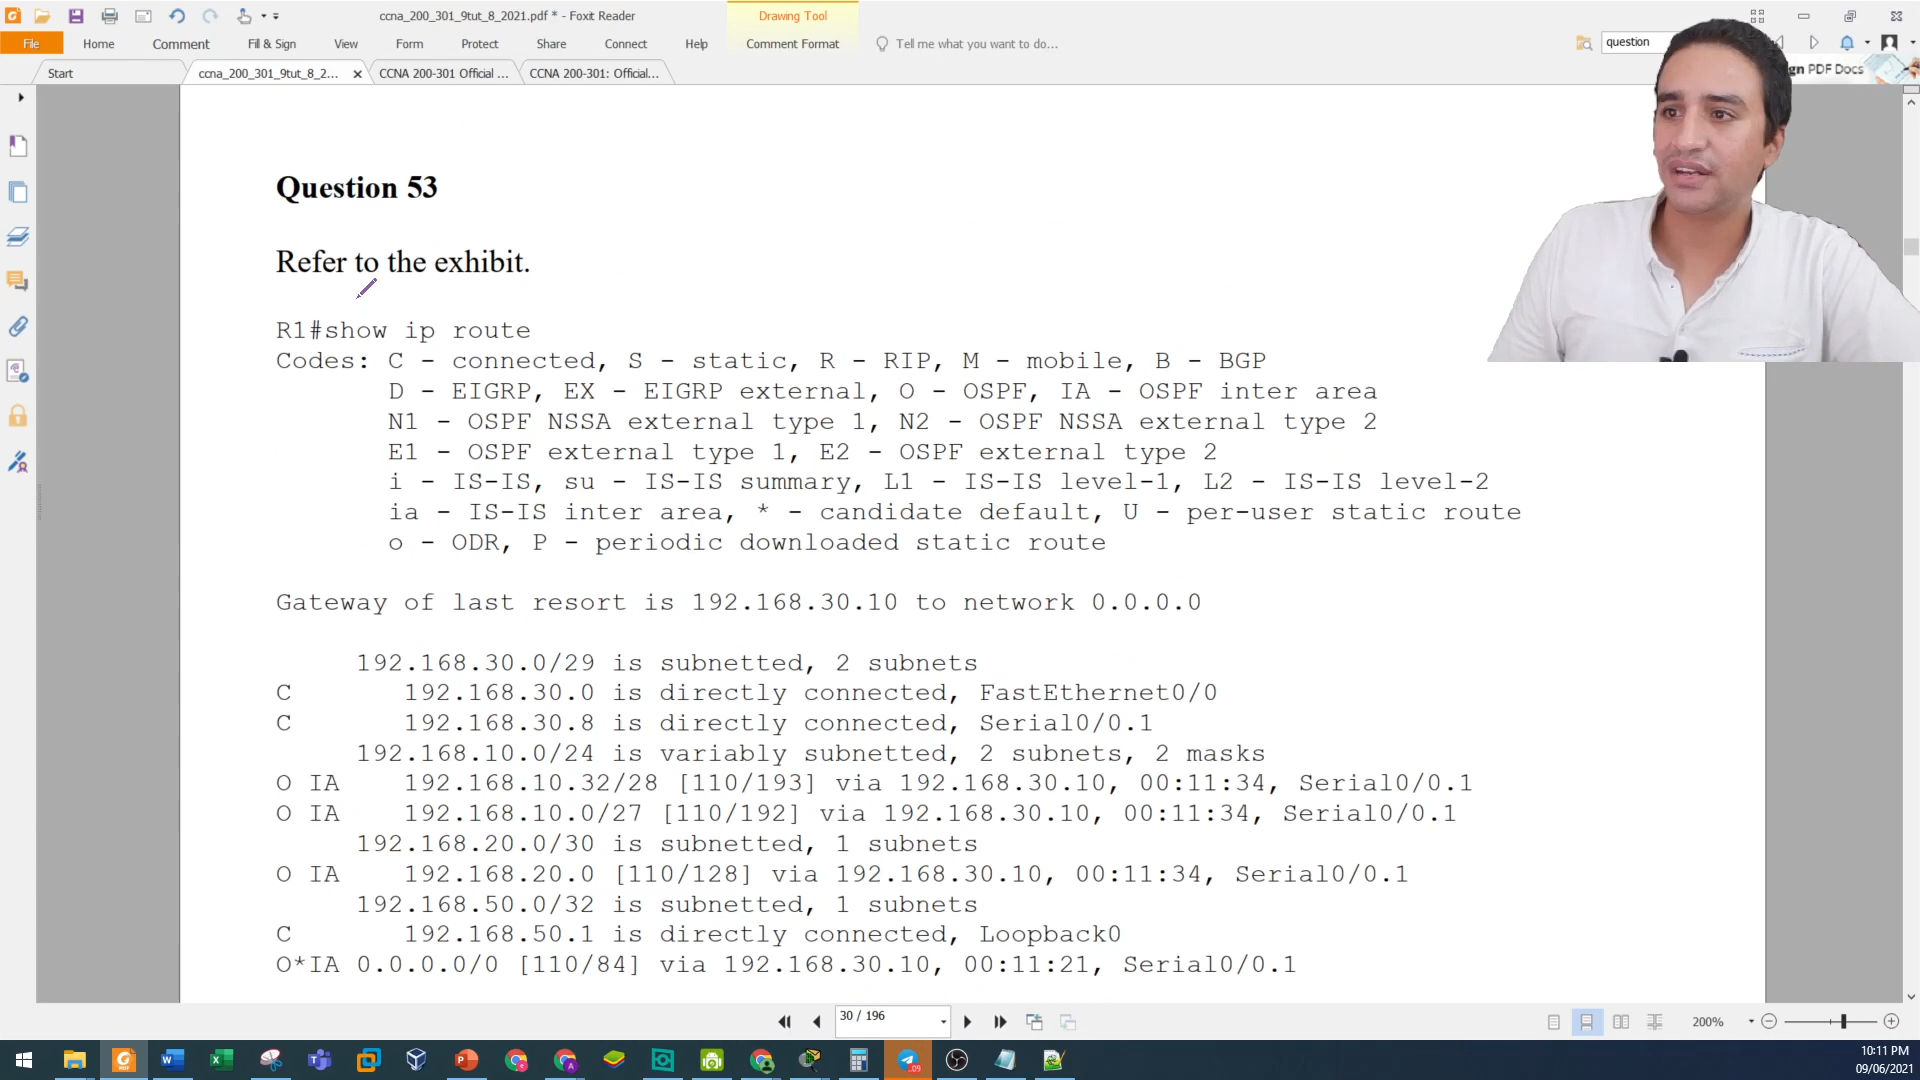 ccna_200_301_9tut_8_2021.pdf * - Foxit Reader
Drawing Tool
File
Home
Comment
Fill & Sign
View
Form
Protect
Share
Connect
Help
Comment Format
Tell me what you want to do...
question
Start
ccna_200_301_9tut_8_2...
CCNA 200-301 Official ...
CCNA 200-301: Official...
PDF Docs
Question 53
Refer to the exhibit.
R1#show ip route
Codes: C - connected, S - static, R - RIP, M - mobile, B - BGP
D - EIGRP, EX - EIGRP external, O - OSPF, IA - OSPF inter area
N1 - OSPF NSSA external type 1, N2 - OSPF NSSA external type 2
E1 - OSPF external type 1, E2 - OSPF external type 2
i - IS-IS, su - IS-IS summary, L1 - IS-IS level-1, L2 - IS-IS level-2
ia - IS-IS inter area, * - candidate default, U - per-user static route
o - ODR, P - periodic downloaded static route
Gateway of last resort is 192.168.30.10 to network 0.0.0.0
192.168.30.0/29 is subnetted, 2 subnets
C 192.168.30.0 is directly connected, FastEthernet0/0
C 192.168.30.8 is directly connected, Serial0/0.1
192.168.10.0/24 is variably subnetted, 2 subnets, 2 masks
O IA 192.168.10.32/28 [110/193] via 192.168.30.10, 00:11:34, Serial0/0.1
O IA 192.168.10.0/27 [110/192] via 192.168.30.10, 00:11:34, Serial0/0.1
192.168.20.0/30 is subnetted, 1 subnets
O IA 192.168.20.0 [110/128] via 192.168.30.10, 00:11:34, Serial0/0.1
192.168.50.0/32 is subnetted, 1 subnets
C 192.168.50.1 is directly connected, Loopback0
O*IA 0.0.0.0/0 [110/84] via 192.168.30.10, 00:11:21, Serial0/0.1
30 / 196
200%
10:11 PM
09/06/2021